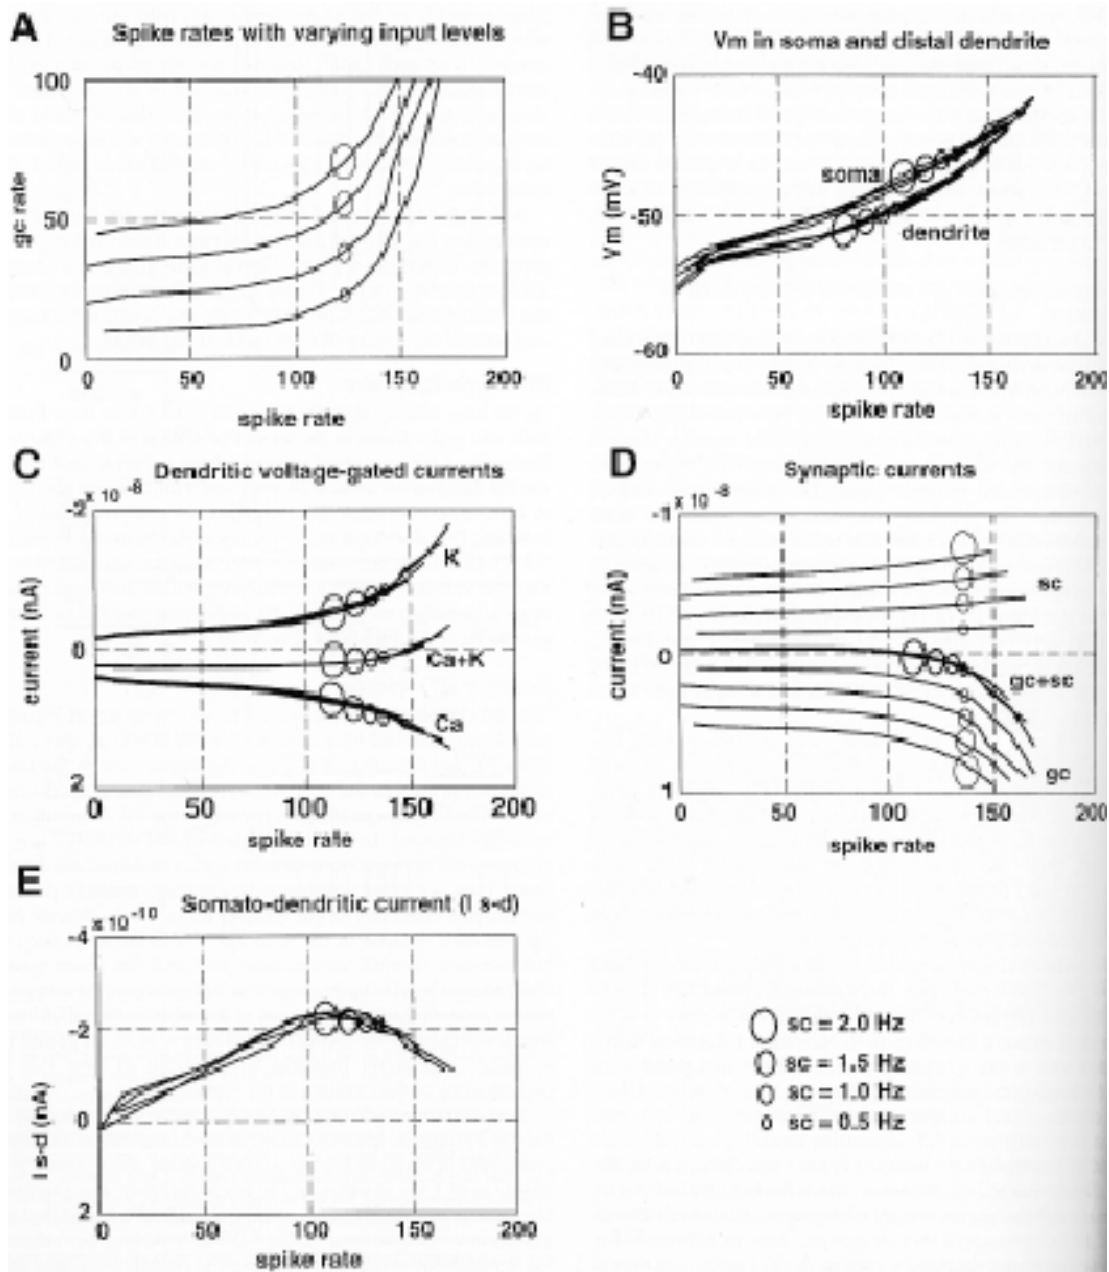 A
Spike rates with varying input levels
100
50
0
gc rate
0 50 100 150 200
spike rate
B
Vm in soma and distal dendrite
-40
-50
-60
Vm (mV)
soma
dendrite
0 50 100 150 200
spike rate
C
Dendritic voltage-gated currents
-2 x 10 -8
0
2
current (nA)
K
Ca+K
Ca
0 50 100 150 200
spike rate
D
Synaptic currents
-1 x 10 -8
0
1
current (nA)
sc
gc+sc
gc
0 50 100 150 200
spike rate
E
Somato-dendritic current (I s-d)
-4 x 10 -10
-2
0
2
I s-d (nA)
0 50 100 150 200
spike rate
sc = 2.0 Hz
sc = 1.5 Hz
sc = 1.0 Hz
sc = 0.5 Hz